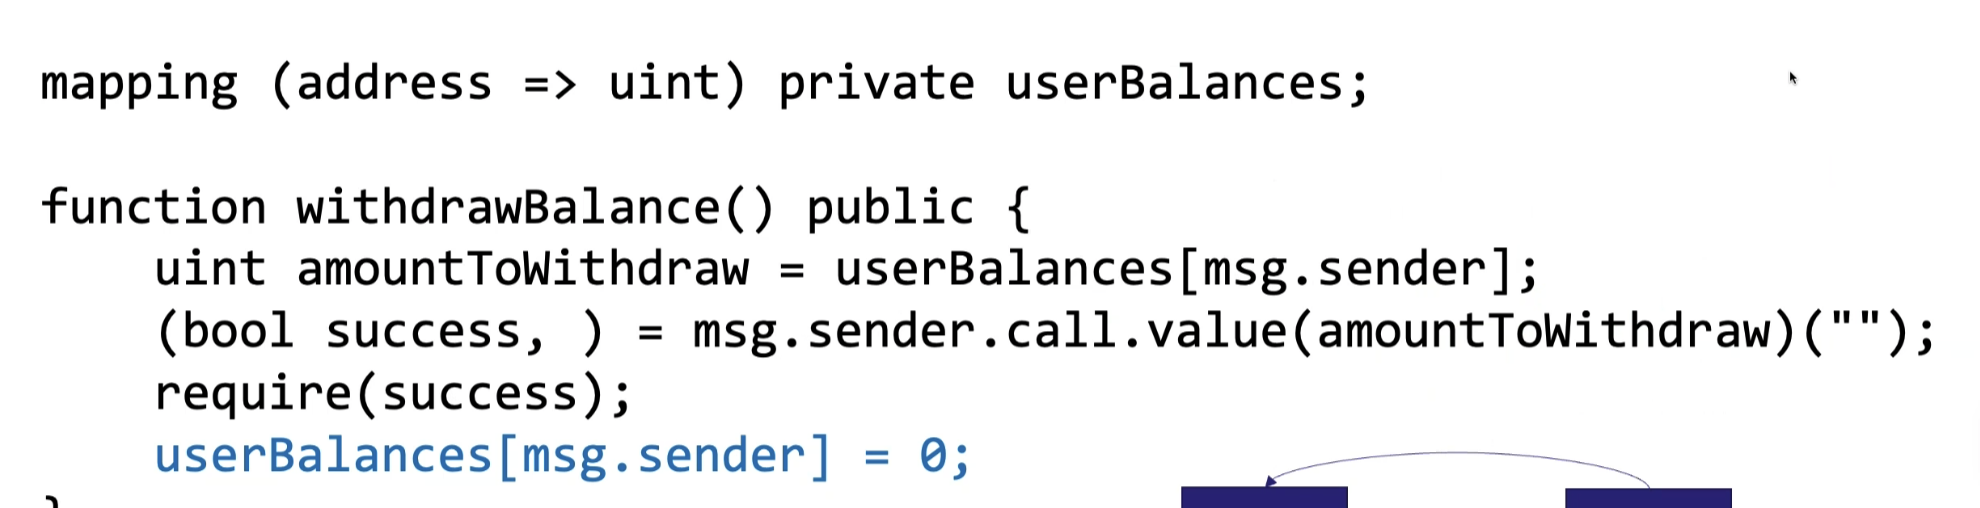 mapping (address => uint) private userBalances;
function withdrawBalance() public {
uint amountToWithdraw = userBalances[msg.sender];
(bool success, ) = msg.sender.call.value(amountToWithdraw)("");
require(success);
userBalances[msg.sender] = 0;
}